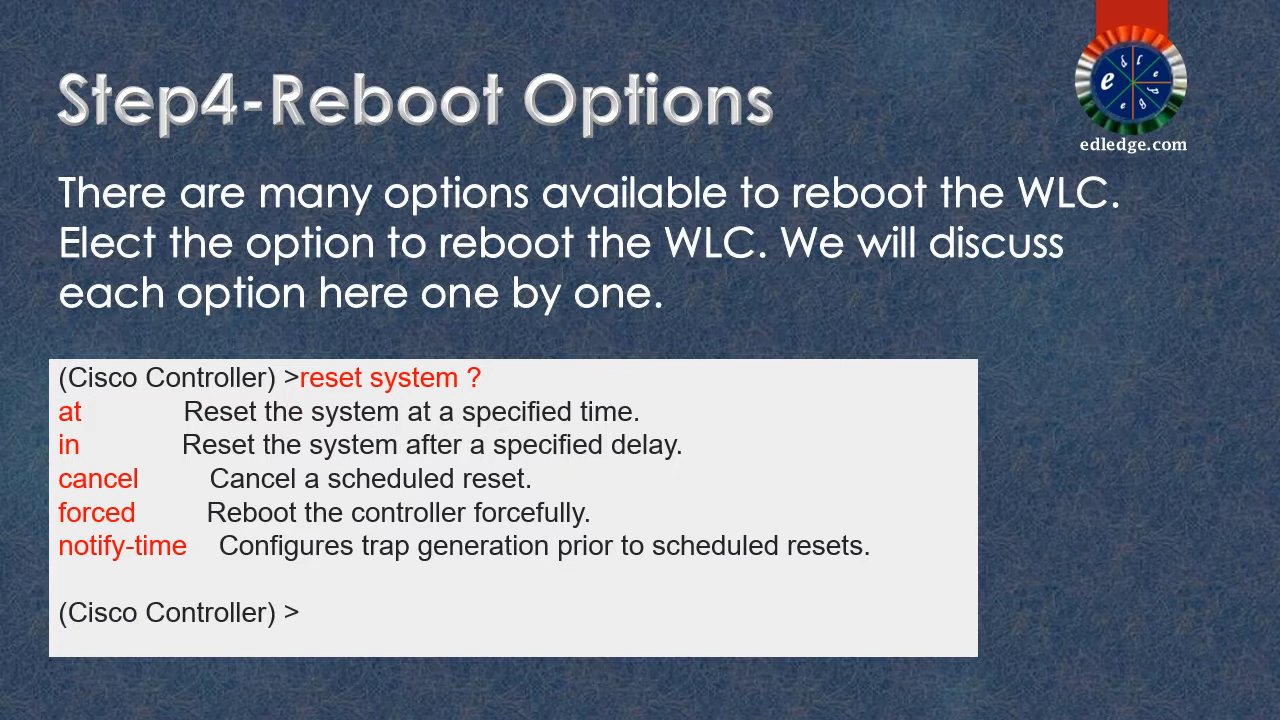 Step4-Reboot Options
edledge.com
There are many options available to reboot the WLC.
Elect the option to reboot the WLC. We will discuss
each option here one by one.
(Cisco Controller) >reset system ?
at Reset the system at a specified time.
in Reset the system after a specified delay.
cancel Cancel a scheduled reset.
forced Reboot the controller forcefully.
notify-time Configures trap generation prior to scheduled resets.
(Cisco Controller) >